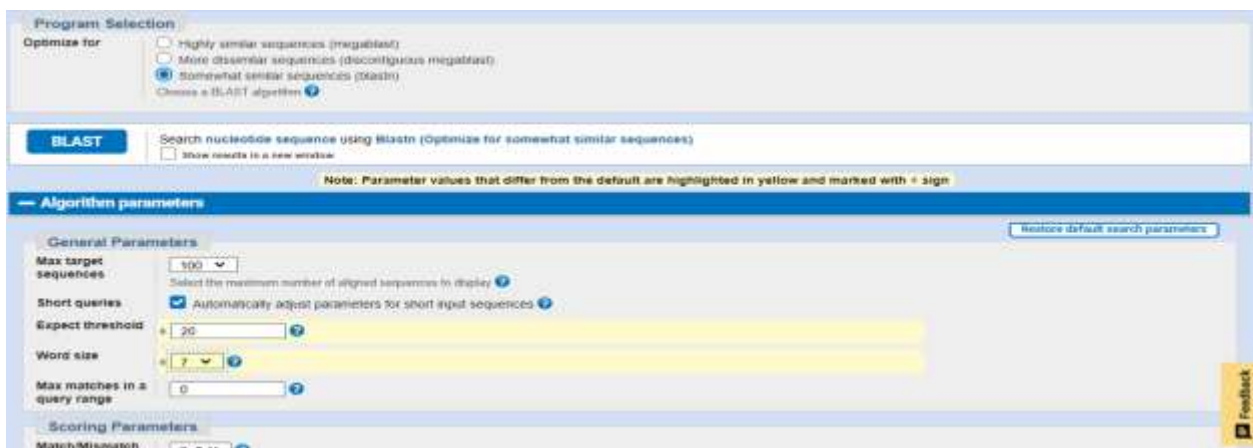 Program Selection
Optimize for
Highly similar sequences (megablast)
More dissimilar sequences (discontiguous megablast)
Somewhat similar sequences (blastn)
Choose a BLAST algorithm
BLAST
Search nucleotide sequence using Blastn (Optimize for somewhat similar sequences)
Show results in a new window
Note: Parameter values that differ from the default are highlighted in yellow and marked with + sign
Algorithm parameters
Restore default search parameters
General Parameters
Max target sequences
100
Select the maximum number of aligned sequences to display
Short queries
Automatically adjust parameters for short input sequences
Expect threshold
20
Word size
7
Max matches in a query range
0
Feedback
Scoring Parameters
Match/Mismatch